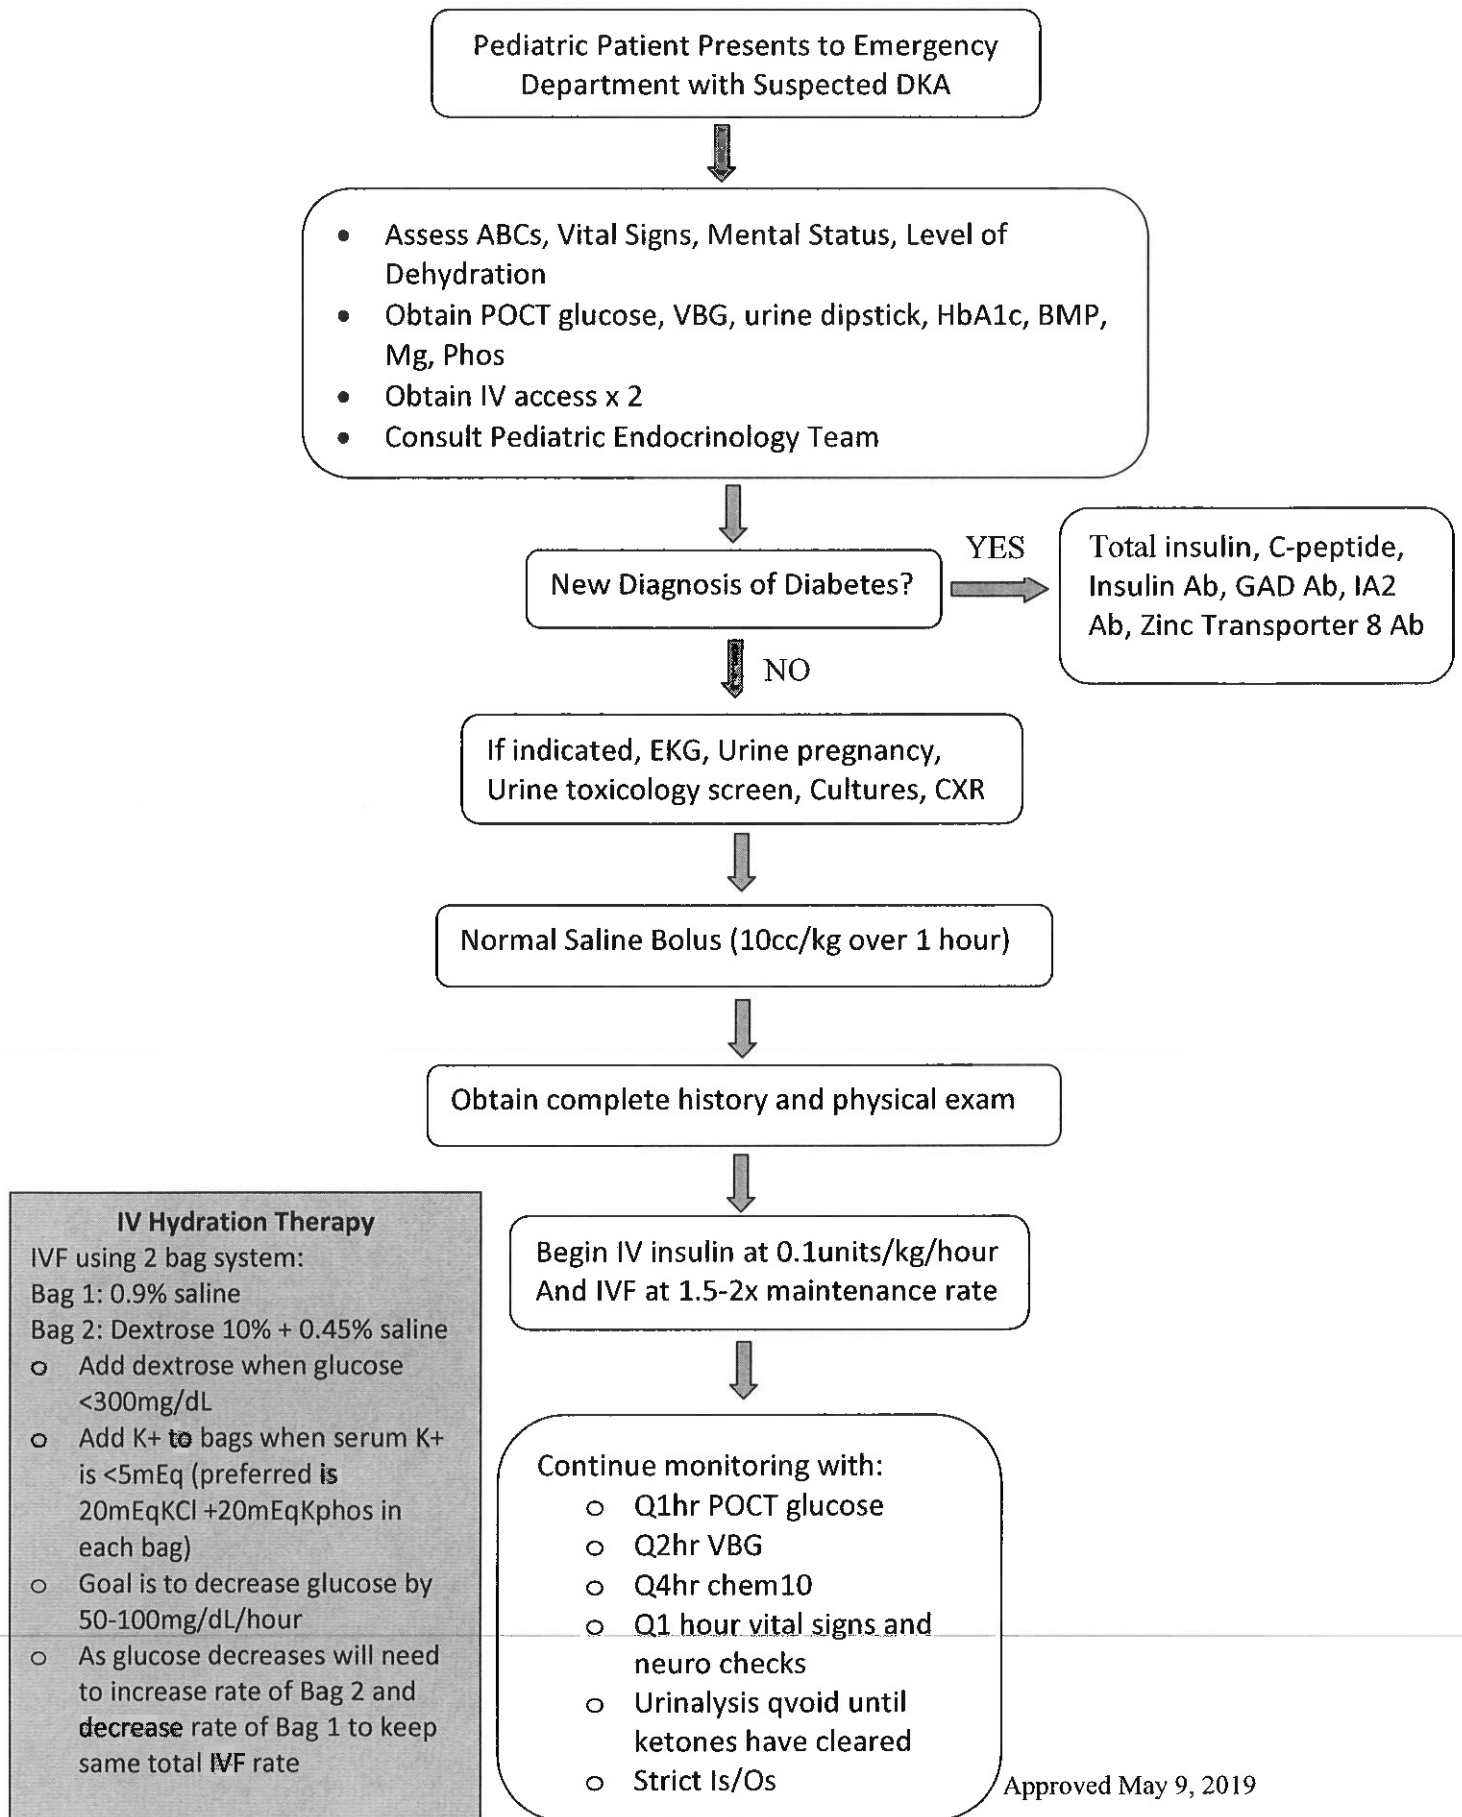 Pediatric Patient Presents to Emergency
Department with Suspected DKA
• Assess ABCs, Vital Signs, Mental Status, Level of
Dehydration
• Obtain POCT glucose, VBG, urine dipstick, HbA1c, BMP,
Mg, Phos
• Obtain IV access x 2
• Consult Pediatric Endocrinology Team
New Diagnosis of Diabetes?
YES
Total insulin, C-peptide,
Insulin Ab, GAD Ab, IA2
Ab, Zinc Transporter 8 Ab
NO
If indicated, EKG, Urine pregnancy,
Urine toxicology screen, Cultures, CXR
Normal Saline Bolus (10cc/kg over 1 hour)
Obtain complete history and physical exam
Begin IV insulin at 0.1units/kg/hour
And IVF at 1.5-2x maintenance rate
IV Hydration Therapy
IVF using 2 bag system:
Bag 1: 0.9% saline
Bag 2: Dextrose 10% + 0.45% saline
o Add dextrose when glucose
<300mg/dL
o Add K+ to bags when serum K+
is <5mEq (preferred is
20mEqKCl +20mEqKphos in
each bag)
o Goal is to decrease glucose by
50-100mg/dL/hour
o As glucose decreases will need
to increase rate of Bag 2 and
decrease rate of Bag 1 to keep
same total IVF rate
Continue monitoring with:
o Q1hr POCT glucose
o Q2hr VBG
o Q4hr chem10
o Q1 hour vital signs and
neuro checks
o Urinalysis qvoid until
ketones have cleared
o Strict Is/Os
Approved May 9, 2019